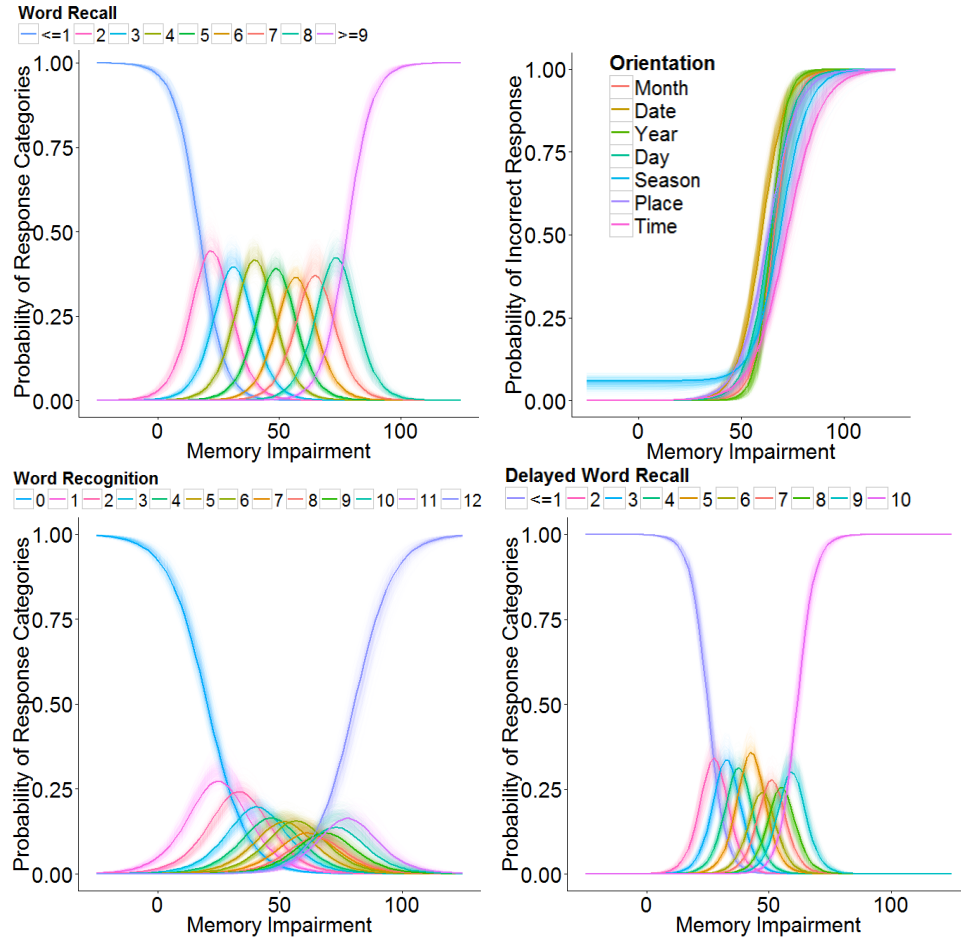 Word Recall
<=1 2 3 4 5 6 7 8 >=9
Probability of Response Categories
1.00
0.75
0.50
0.25
0.00
0 50 100
Memory Impairment
Orientation
Month
Date
Year
Day
Season
Place
Time
Probability of Incorrect Response
1.00
0.75
0.50
0.25
0.00
0 50 100
Memory Impairment
Word Recognition
0 1 2 3 4 5 6 7 8 9 10 11 12
Probability of Response Categories
1.00
0.75
0.50
0.25
0.00
0 50 100
Memory Impairment
Delayed Word Recall
<=1 2 3 4 5 6 7 8 9 10
Probability of Response Categories
1.00
0.75
0.50
0.25
0.00
0 50 100
Memory Impairment